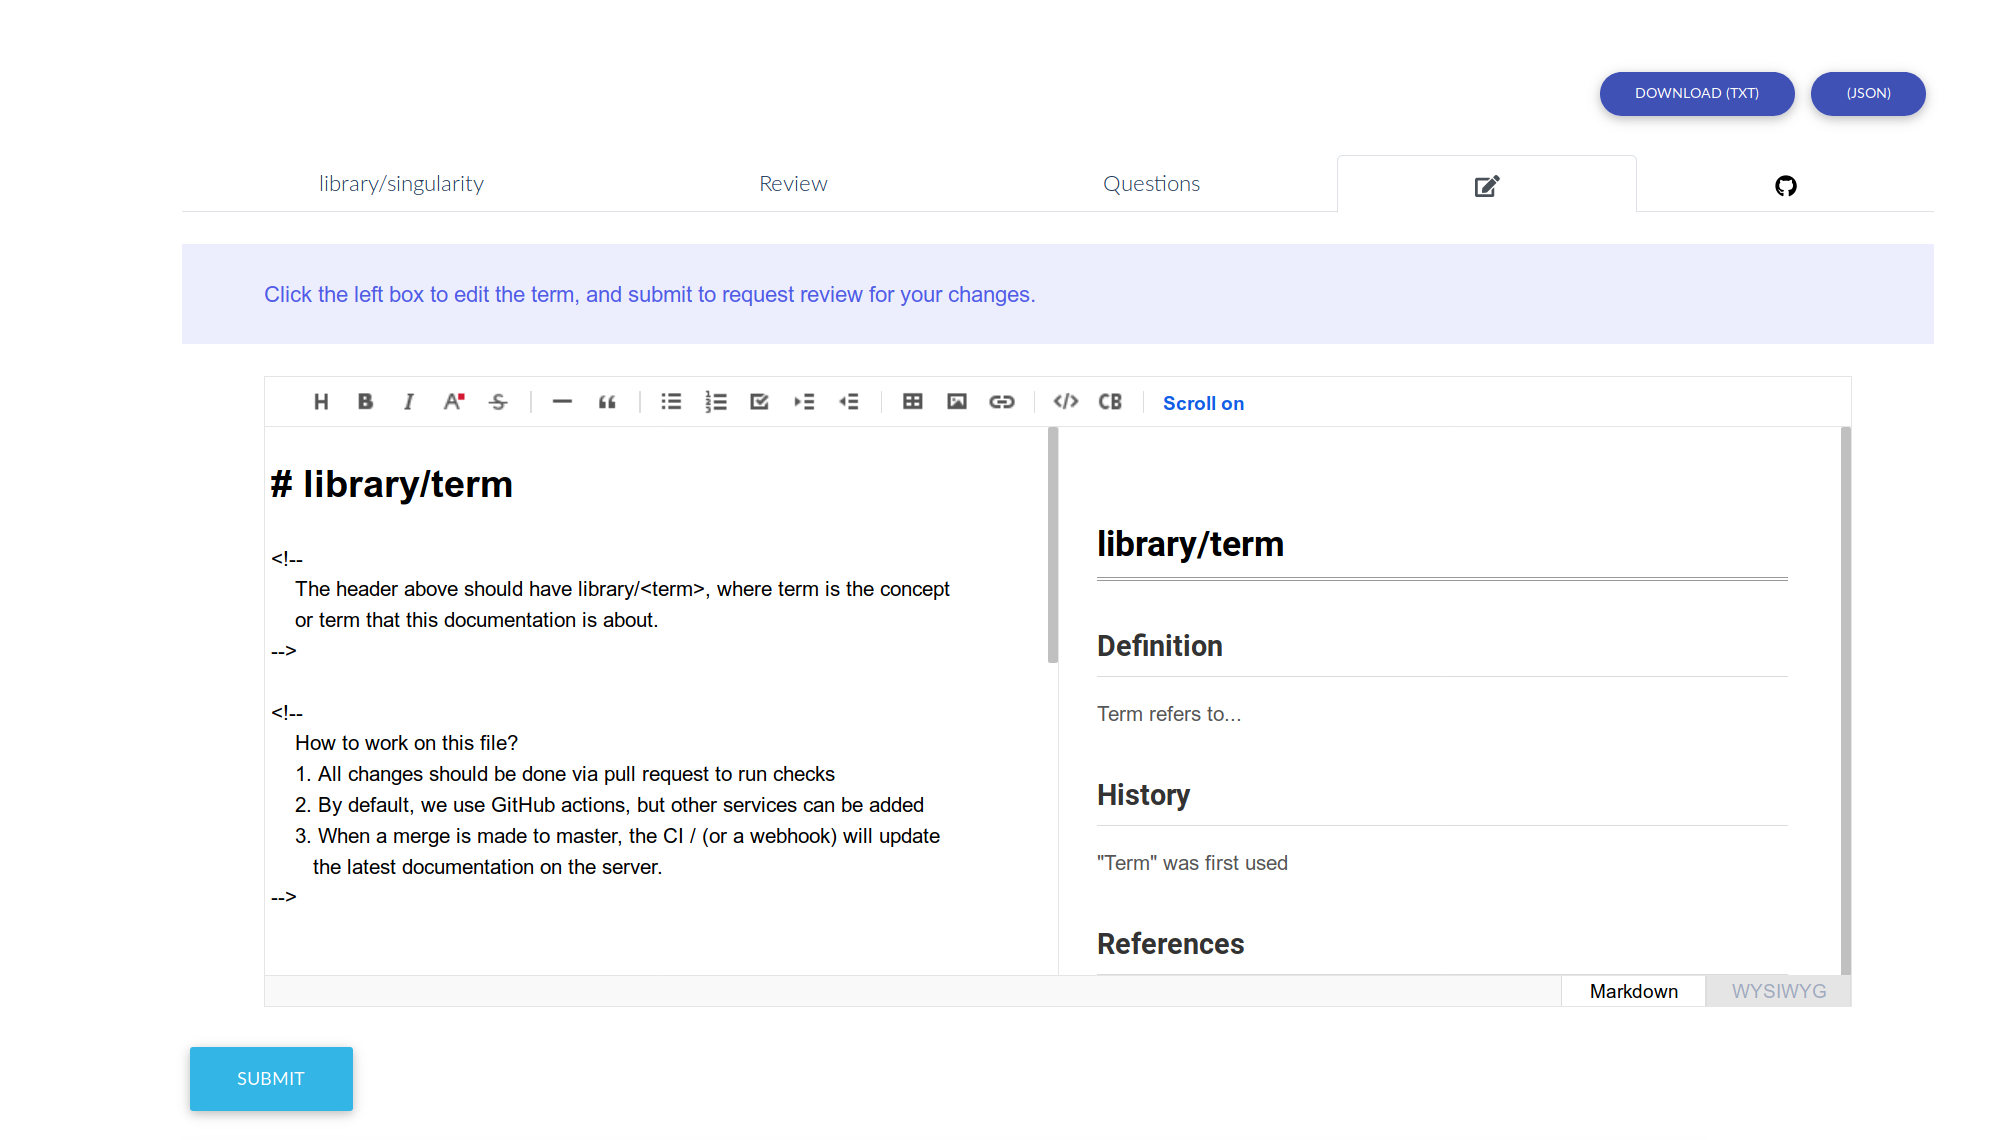 DOWNLOAD (TXT) (JSON)
library/singularity Review Questions
Click the left box to edit the term, and submit to request review for your changes.
H B I A S “ CB Scroll on
# library/term
<!--
The header above should have library/<term>, where term is the concept
or term that this documentation is about.
-->
<!--
How to work on this file?
1. All changes should be done via pull request to run checks
2. By default, we use GitHub actions, but other services can be added
3. When a merge is made to master, the CI / (or a webhook) will update
the latest documentation on the server.
-->
library/term
Definition
Term refers to...
History
"Term" was first used
References
Markdown WYSIWYG
SUBMIT